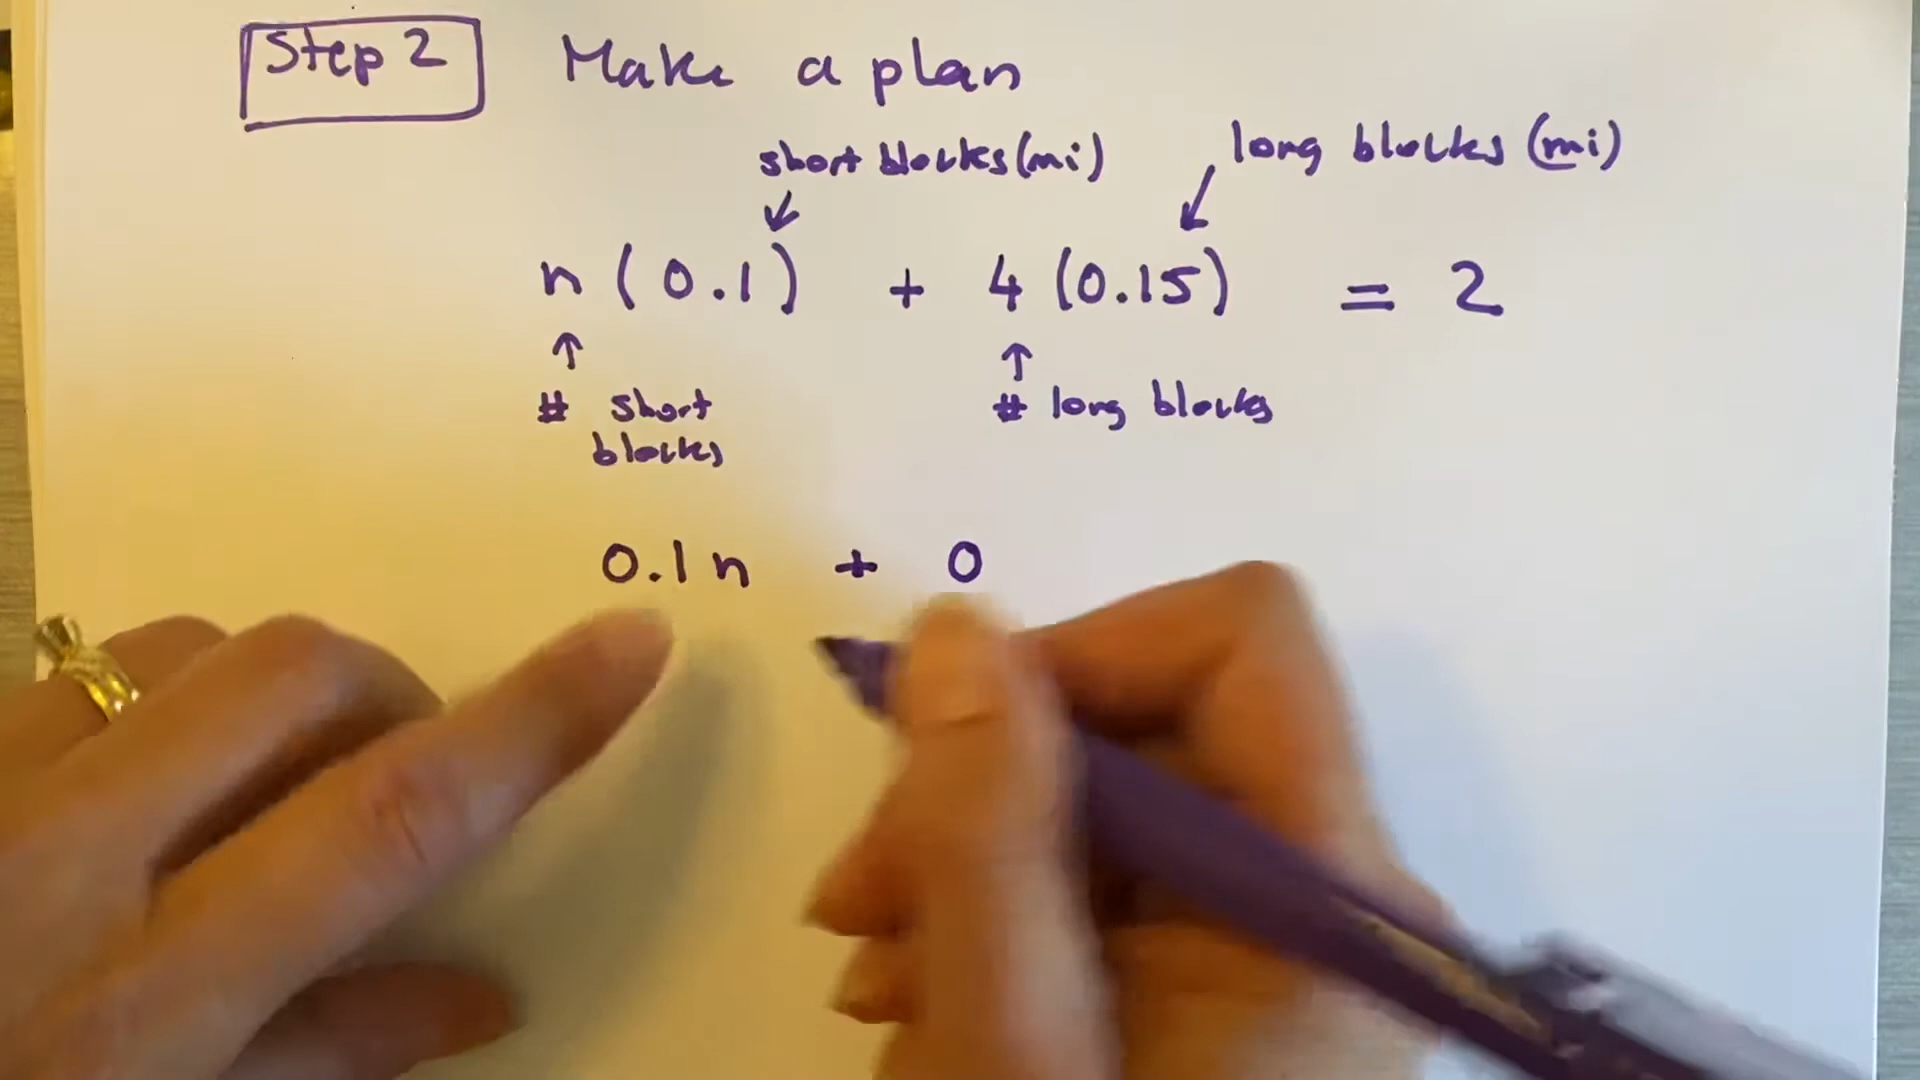 Step 2 Make a plan
short blocks (mi) long blocks (mi)
n (0.1) + 4 (0.15) = 2
# short blocks # long blocks
0.1 n + 0